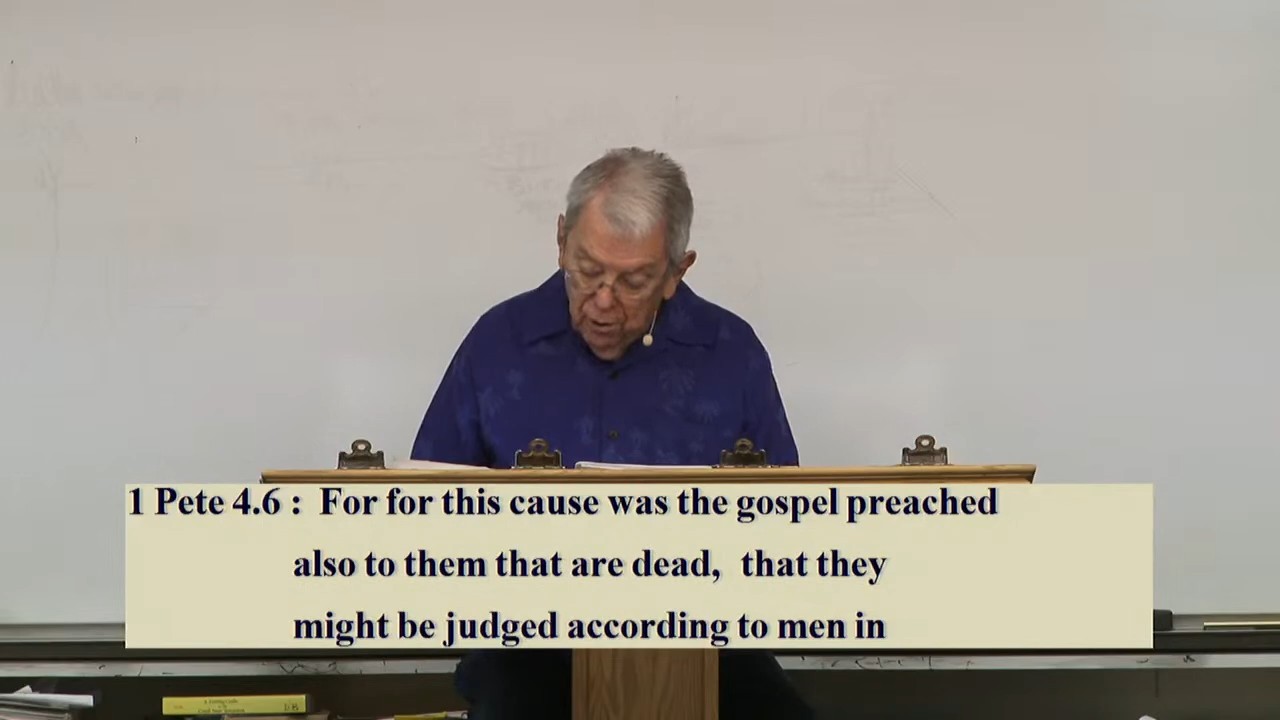 1 Pete 4.6 : For for this cause was the gospel preached
also to them that are dead, that they
might be judged according to men in